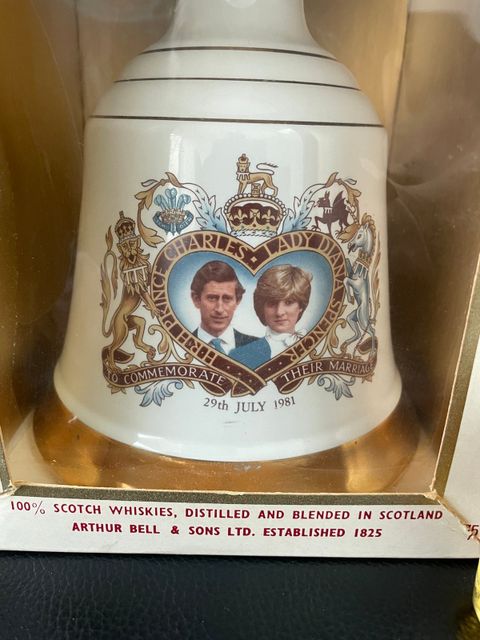 H.R.H. PRINCE CHARLES • LADY DIANA SPENCER
TO COMMEMORATE THEIR MARRIAGE
29th JULY 1981
100% SCOTCH WHISKIES, DISTILLED AND BLENDED IN SCOTLAND
ARTHUR BELL & SONS LTD. ESTABLISHED 1825